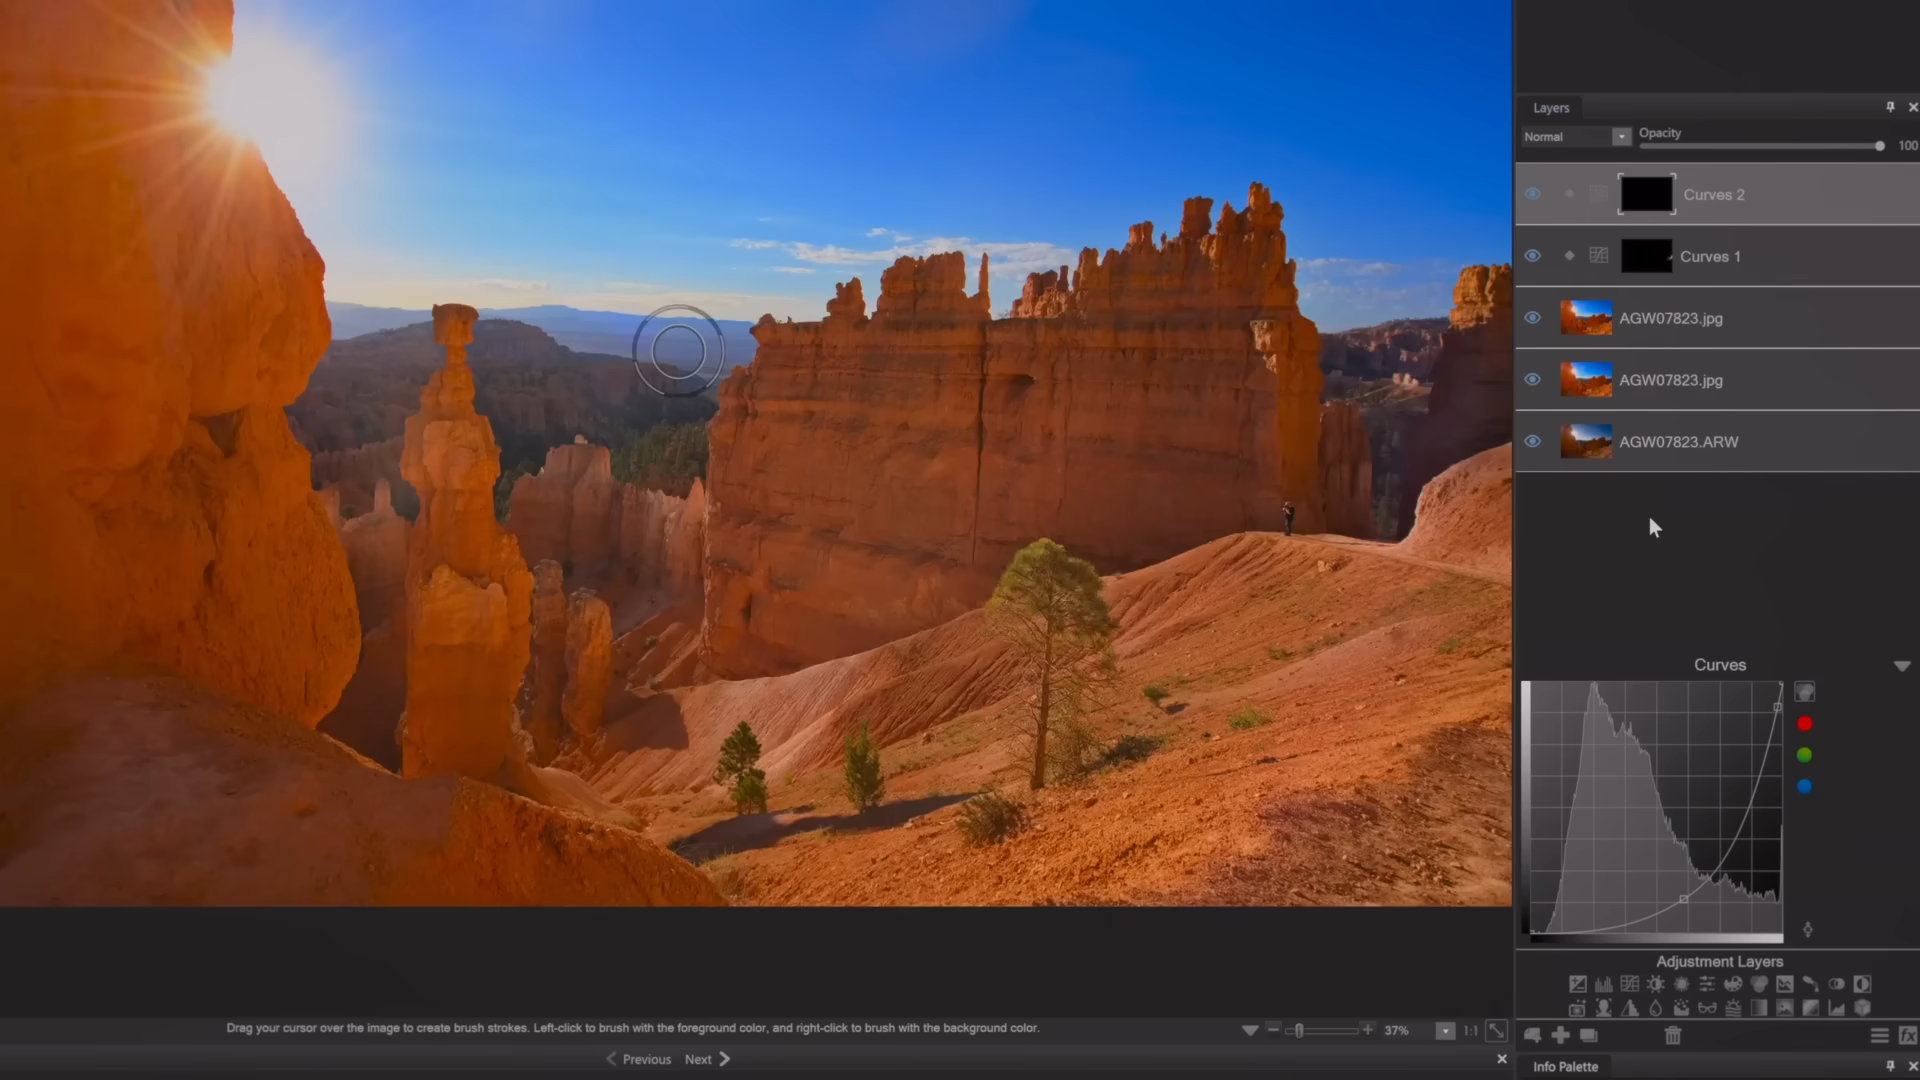 Layers
Normal
Opacity
100
Curves 2
Curves 1
AGW07823.jpg
AGW07823.jpg
AGW07823.ARW
Curves
Adjustment Layers
Drag your cursor over the image to create brush strokes. Left-click to brush with the foreground color, and right-click to brush with the background color.
37%
1:1
fx
Previous Next
Info Palette